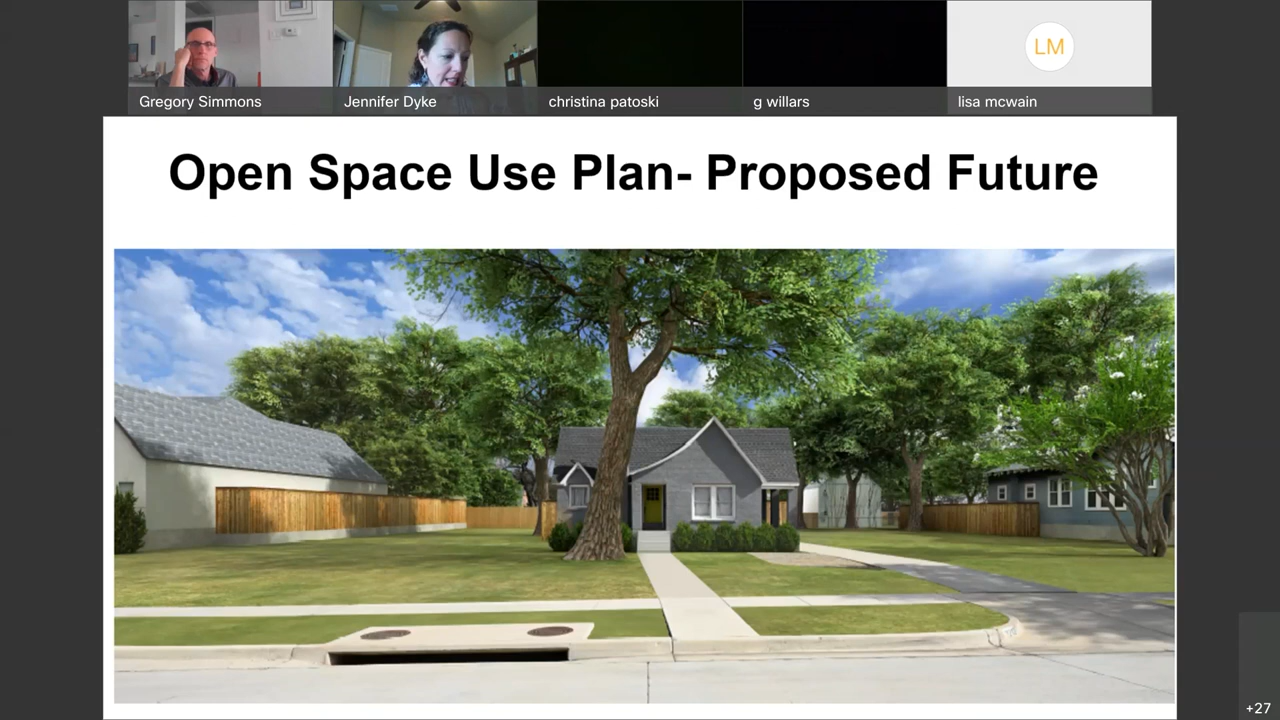 Gregory Simmons
Jennifer Dyke
christina patoski
g willars
LM
lisa mcwain
Open Space Use Plan- Proposed Future
+27